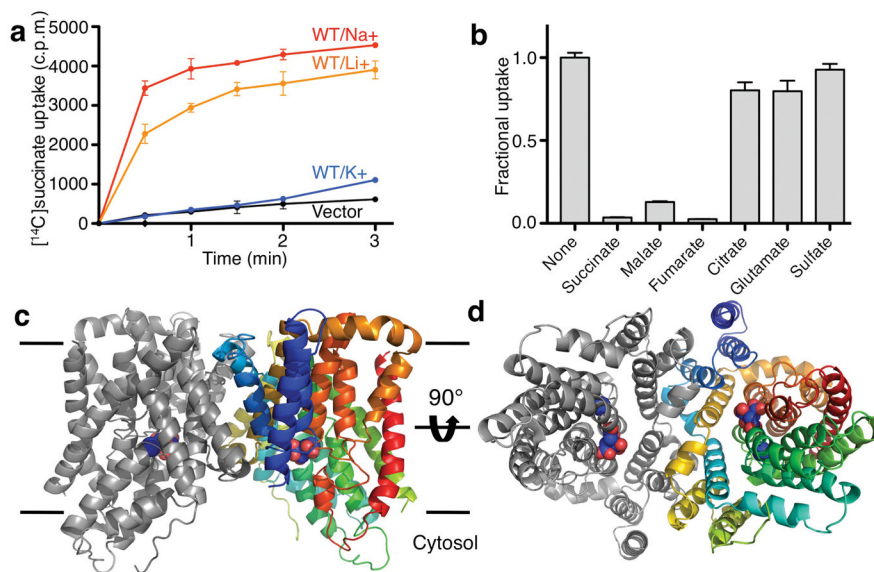 a
[¹⁴C]succinate uptake (c.p.m.)
5000
4000
3000
2000
1000
0
WT/Na+
WT/Li+
WT/K+
Vector
1
2
3
Time (min)
b
Fractional uptake
1.0
0.5
0.0
None
Succinate
Malate
Fumarate
Citrate
Glutamate
Sulfate
c
90°
Cytosol
d